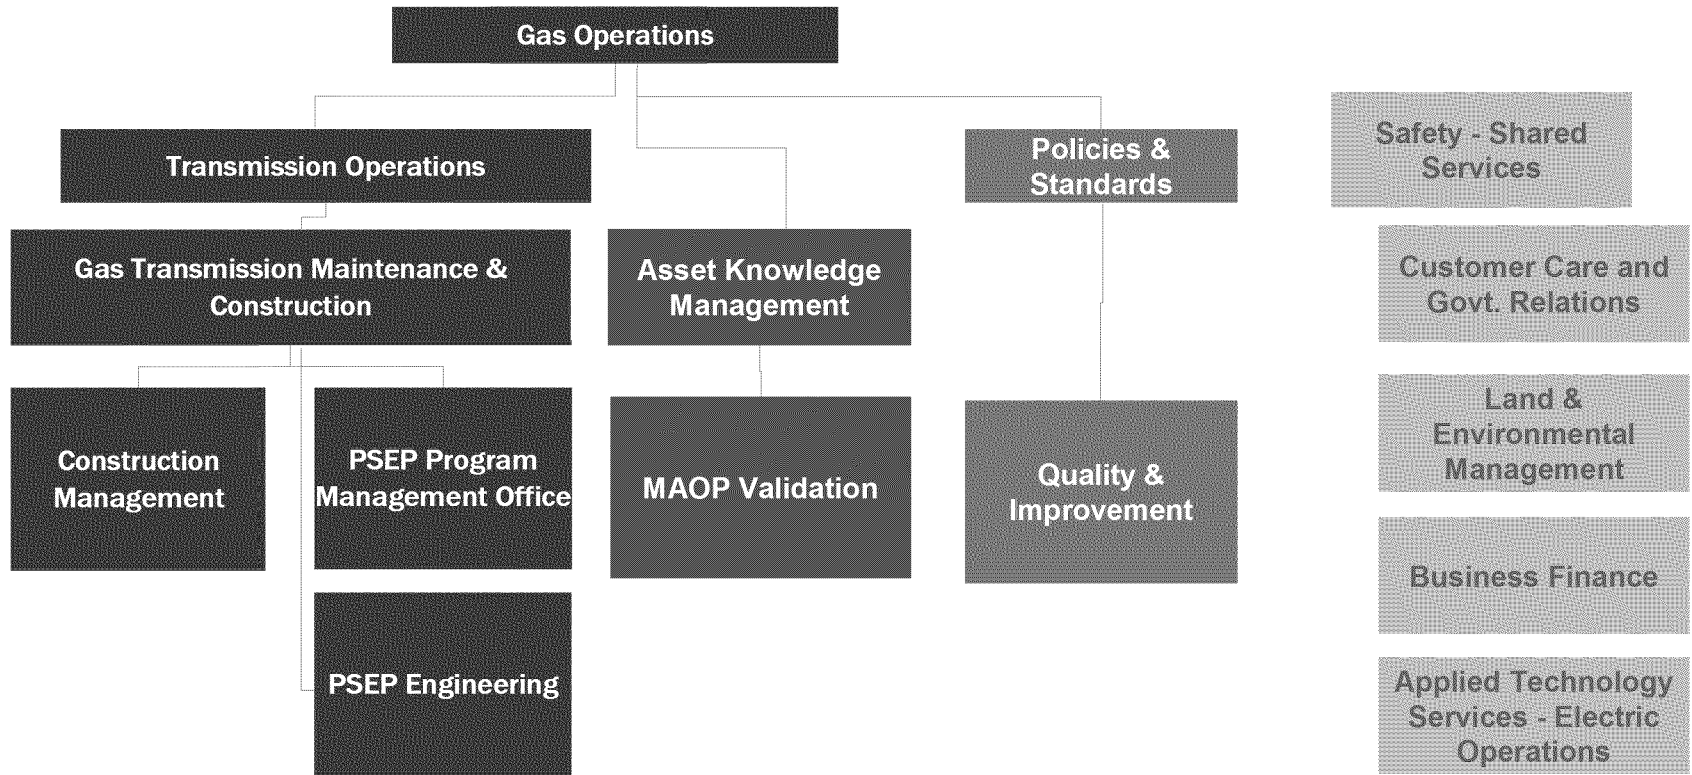 Gas Operations
Transmission Operations
Policies &
Standards
Safety - Shared
Services
Gas Transmission Maintenance &
Construction
Asset Knowledge
Management
Customer Care and
Govt. Relations
Construction
Management
PSEP Program
Management Office
MAOP Validation
Quality &
Improvement
Land &
Environmental
Management
Business Finance
PSEP Engineering
Applied Technology
Services - Electric
Operations